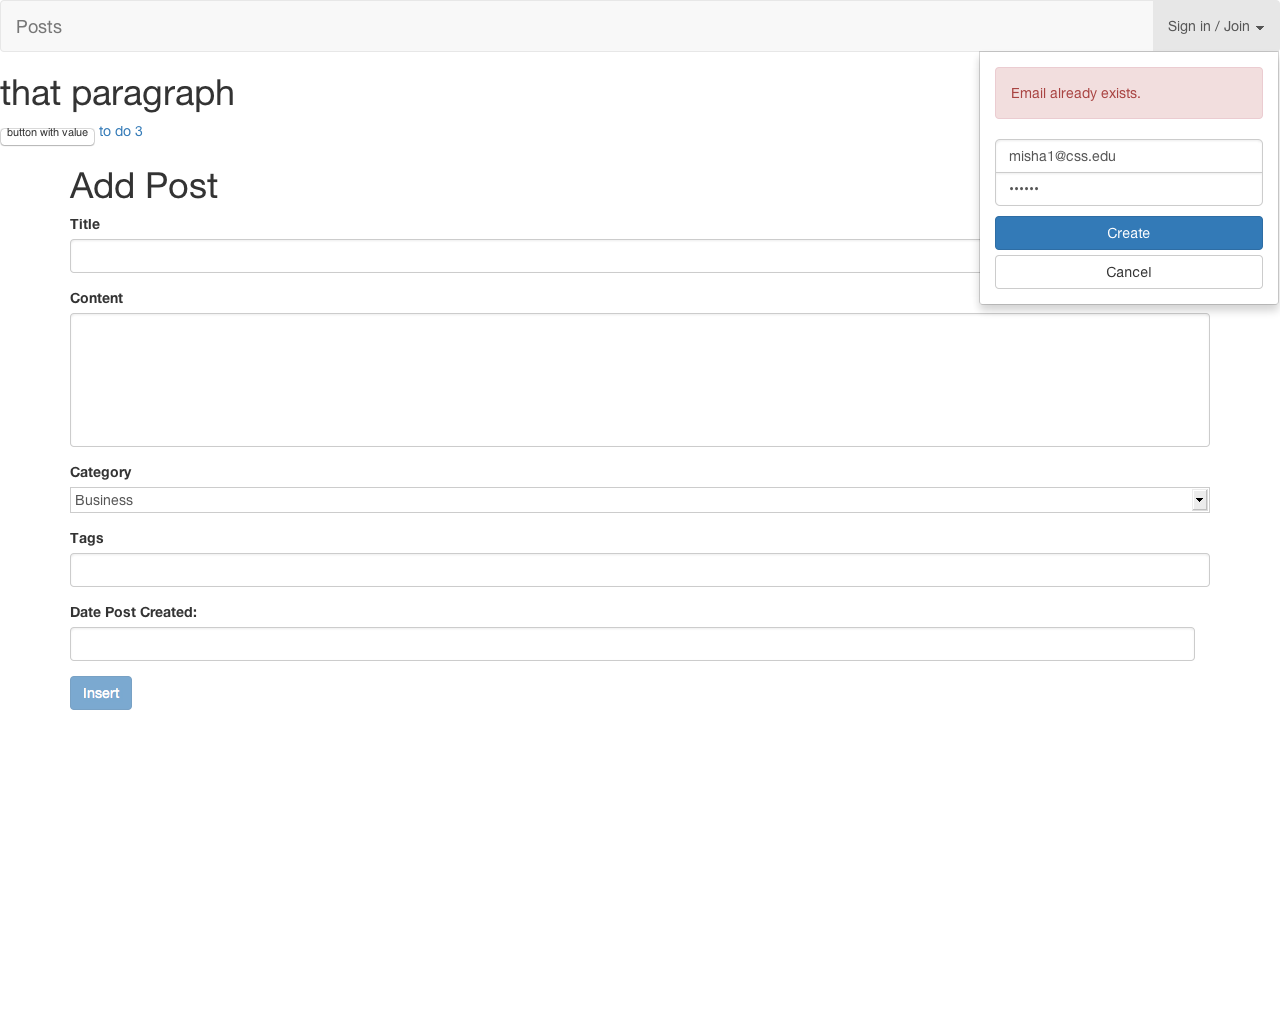 Posts
Sign in / Join
that paragraph
button with value to do 3
Email already exists.
misha1@css.edu
••••••
Create
Cancel
Add Post
Title
Content
Category
Business
Tags
Date Post Created:
Insert